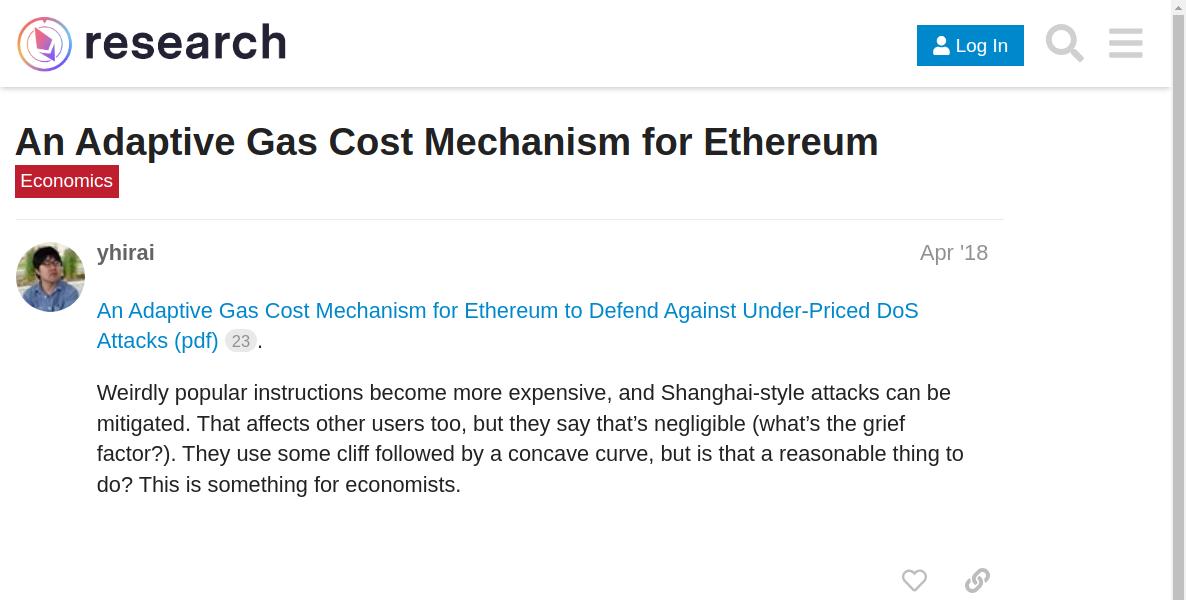 research
Log In
An Adaptive Gas Cost Mechanism for Ethereum
Economics
yhirai
Apr '18
An Adaptive Gas Cost Mechanism for Ethereum to Defend Against Under-Priced DoS
Attacks (pdf) 23 .
Weirdly popular instructions become more expensive, and Shanghai-style attacks can be
mitigated. That affects other users too, but they say that’s negligible (what’s the grief
factor?). They use some cliff followed by a concave curve, but is that a reasonable thing to
do? This is something for economists.